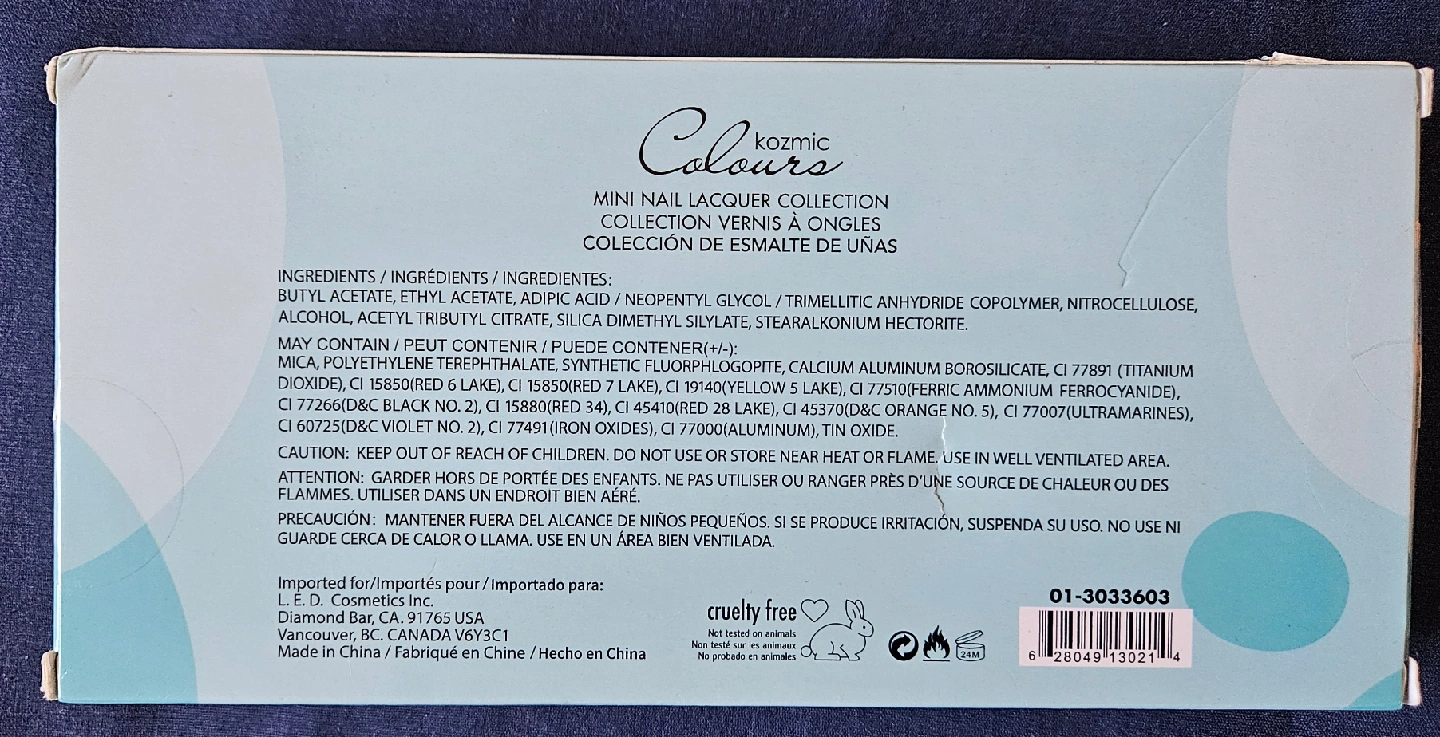 kozmic
Colours
MINI NAIL LACQUER COLLECTION
COLLECTION VERNIS À ONGLES
COLECCIÓN DE ESMALTE DE UÑAS
INGREDIENTS / INGRÉDIENTS / INGREDIENTES:
BUTYL ACETATE, ETHYL ACETATE, ADIPIC ACID / NEOPENTYL GLYCOL / TRIMELLITIC ANHYDRIDE COPOLYMER, NITROCELLULOSE,
ALCOHOL, ACETYL TRIBUTYL CITRATE, SILICA DIMETHYL SILYLATE, STEARALKONIUM HECTORITE.
MAY CONTAIN / PEUT CONTENIR / PUEDE CONTENER(+/-):
MICA, POLYETHYLENE TEREPHTHALATE, SYNTHETIC FLUORPHLOGOPITE, CALCIUM ALUMINUM BOROSILICATE, CI 77891 (TITANIUM
DIOXIDE), CI 15850(RED 6 LAKE), CI 15850(RED 7 LAKE), CI 19140(YELLOW 5 LAKE), CI 77510(FERRIC AMMONIUM FERROCYANIDE),
CI 77266(D&C BLACK NO. 2), CI 15880(RED 34), CI 45410(RED 28 LAKE), CI 45370(D&C ORANGE NO. 5), CI 77007(ULTRAMARINES),
CI 60725(D&C VIOLET NO. 2), CI 77491(IRON OXIDES), CI 77000(ALUMINUM), TIN OXIDE.
CAUTION: KEEP OUT OF REACH OF CHILDREN. DO NOT USE OR STORE NEAR HEAT OR FLAME. USE IN WELL VENTILATED AREA.
ATTENTION: GARDER HORS DE PORTÉE DES ENFANTS. NE PAS UTILISER OU RANGER PRÈS D'UNE SOURCE DE CHALEUR OU DES
FLAMMES. UTILISER DANS UN ENDROIT BIEN AÉRÉ.
PRECAUCIÓN: MANTENER FUERA DEL ALCANCE DE NIÑOS PEQUEÑOS. SI SE PRODUCE IRRITACIÓN, SUSPENDA SU USO. NO USE NI
GUARDE CERCA DE CALOR O LLAMA. USE EN UN ÁREA BIEN VENTILADA.
Imported for/Importés pour/Importado para:
L. E. D. Cosmetics Inc.
Diamond Bar, CA. 91765 USA
Vancouver, BC. CANADA V6Y3C1
Made in China / Fabriqué en Chine / Hecho en China
cruelty free
Not tested on animals
Non testé sur es animaux
No probado en animales
24M
01-3033603
6 28049 13021 4